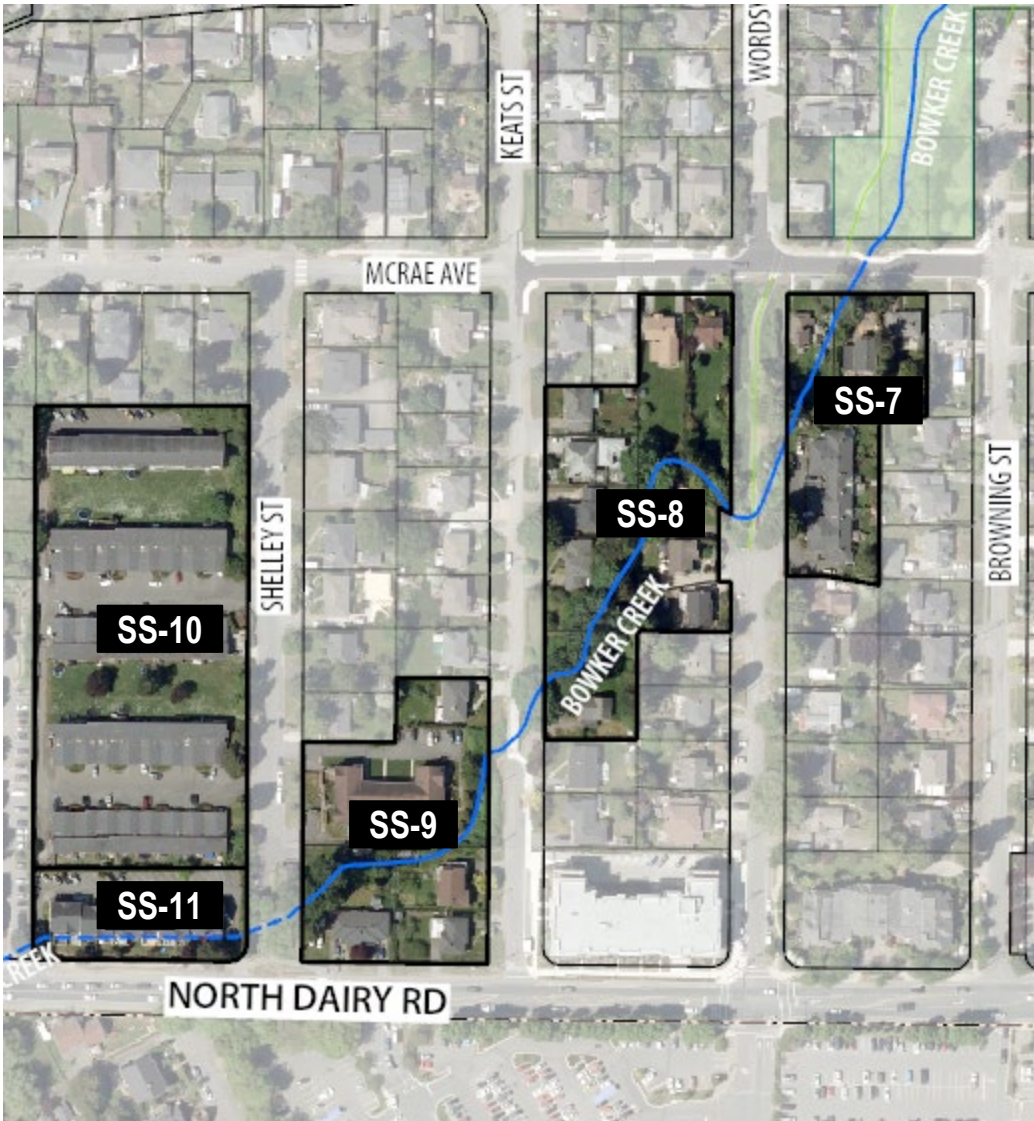 KEATS ST
WORDSW
BOWKER CREEK
MCRAE AVE
SS-7
SS-8
SHELLEY ST
BROWNING ST
SS-10
BOWKER CREEK
SS-9
SS-11
CREEK
NORTH DAIRY RD